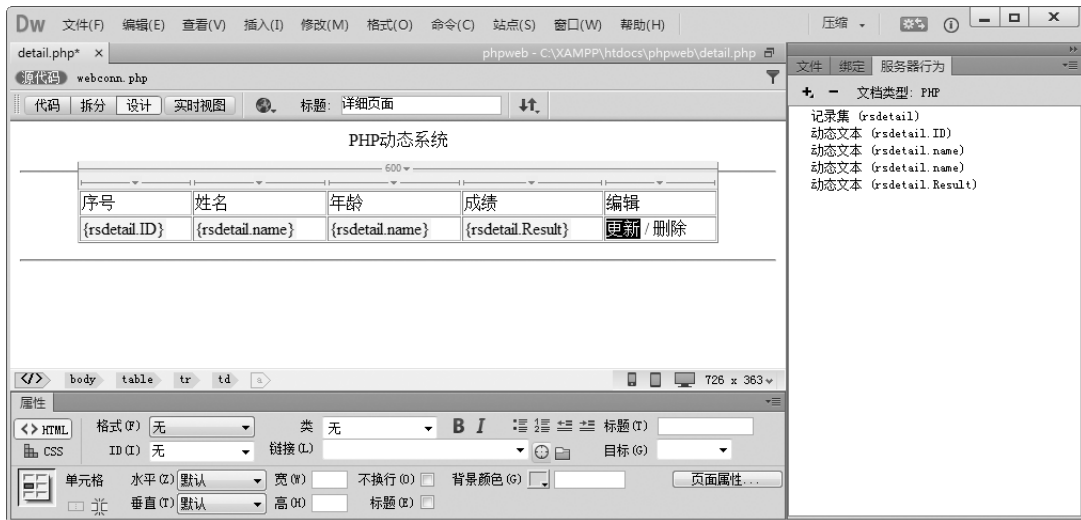 DW 文件(F) 编辑(E) 查看(V) 插入(I) 修改(M) 格式(O) 命令(C) 站点(S) 窗口(W) 帮助(H) 压缩
detail.php* × phpweb - C:\XAMPP\htdocs\phpweb\detail.php
源代码 webconn.php
代码 拆分 设计 实时视图 标题: 详细页面
PHP动态系统
600
序号 姓名 年龄 成绩 编辑
{rsdetail.ID} {rsdetail.name} {rsdetail.name} {rsdetail.Result} 更新 / 删除
body table tr td a 726 x 363
属性
<> HTML 格式(F) 无 类 无 B I 标题(T)
CSS ID(I) 无 链接(L) 目标(G)
单元格 水平(Z) 默认 宽(W) 不换行(O) 背景颜色(G) 页面属性...
垂直(T) 默认 高(H) 标题(E)
文件 绑定 服务器行为
+ - 文档类型: PHP
记录集 (rsdetail)
动态文本 (rsdetail.ID)
动态文本 (rsdetail.name)
动态文本 (rsdetail.name)
动态文本 (rsdetail.Result)